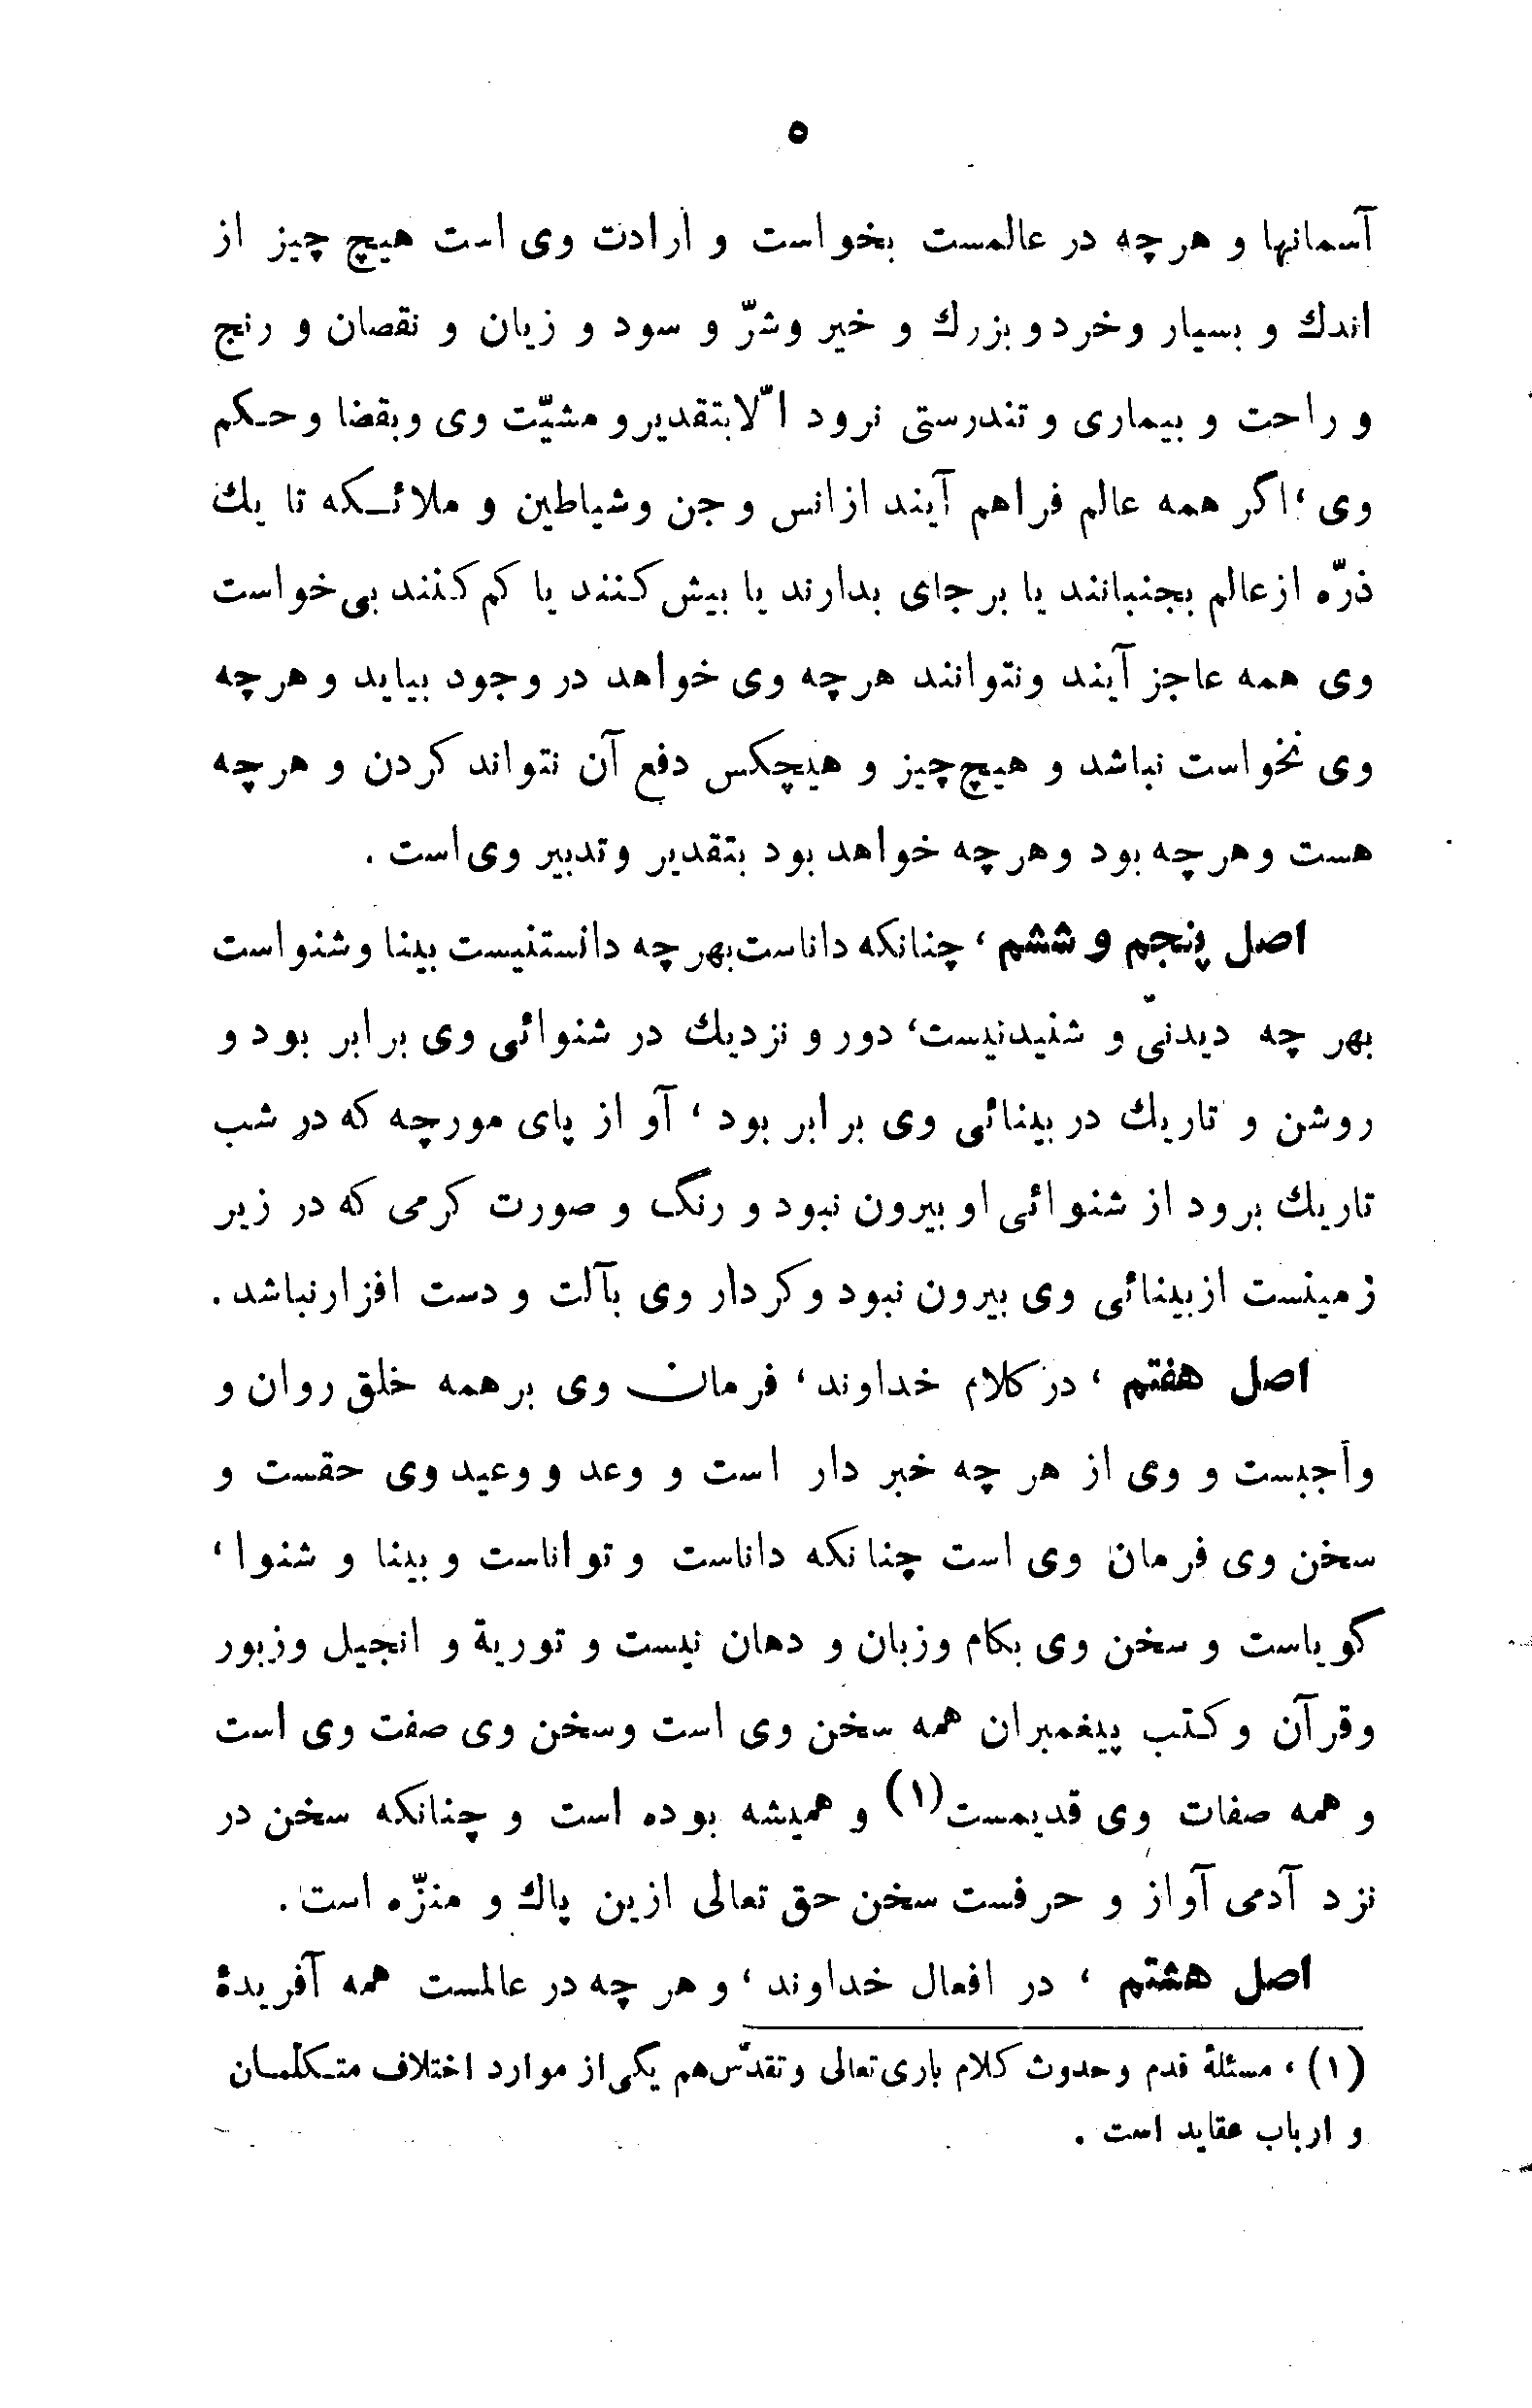 ۵
آسمانها و هرچه در عالمست بخواست و ارادت وی است هیچ چیز از
اندك و بسیار وخرد و بزرك و خیر وشرّ و سود و زیان و نقصان و رنج
و راحت و بیماری و تندرستی نرود الّا بتقدیر و مشیّت وی وبقضا وحـکم
وی ؛ اگر همه عالم فراهم آیند ازانس و جن وشیاطین و ملائـکه تا یك
ذرّه ازعالم بجنبانند یا برجای بدارند یا بیش کنند یا کم کنند بی خواست
وی همه عاجز آیند ونتوانند هرچه وی خواهد در وجود بیاید و هرچه
وی نخواست نباشد و هیچ چیز و هیچکس دفع آن نتواند کردن و هرچه
هست وهرچه بود وهرچه خواهد بود بتقدیر وتدبیر وی است .
اصل پنجم و ششم ، چنانکه داناست بهرچه دانستنیست بینا وشنواست
بهر چه دیدنیّ و شنیدنیست، دور و نزدیك در شنوائی وی برابر بود و
روشن و تاریك در بینائی وی برابر بود ، آو از پای مورچه که در شب
تاریك برود از شنوائی او بیرون نبود و رنگ و صورت کرمی که در زیر
زمینست ازبینائی وی بیرون نبود وکردار وی بآلت و دست افزارنباشد .
اصل هفتم ، درکلام خداوند ، فرمان وی برهمه خلق روان و
واجبست و وی از هر چه خبر دار است و وعد و وعید وی حقست و
سخن وی فرمان وی است چنانکه داناست و تواناست و بینا و شنوا ،
کویاست و سخن وی بکام وزبان و دهان نیست و توریة و انجیل وزبور
وقرآن وکتب پیغمبران همه سخن وی است وسخن وی صفت وی است
و همه صفات وی قدیمست(۱) و همیشه بوده است و چنانکه سخن در
نزد آدمی آواز و حرفست سخن حق تعالی ازین پاك و منزّه است .
اصل هشتم ، در افعال خداوند ، و هر چه در عالمست همه آفریدۀ
(۱) ، مسئلۀ قدم وحدوث کلام باری تعالی و تقدّس هم یکی از موارد اختلاف متـکلمـان
و ارباب عقاید است .